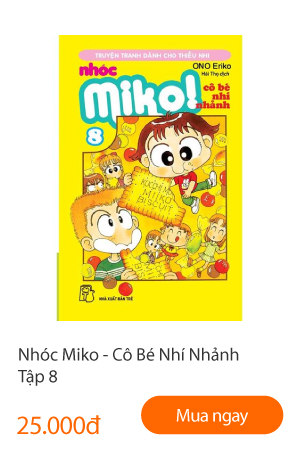 TRUYỆN TRANH DÀNH CHO THIẾU NHI
ONO Eriko
Hải Thọ dịch
nhóc
miko!
cô bé
nhí
nhảnh
8
NHÀ XUẤT BẢN TRẺ
Nhóc Miko - Cô Bé Nhí Nhảnh
Tập 8
25.000đ
Mua ngay